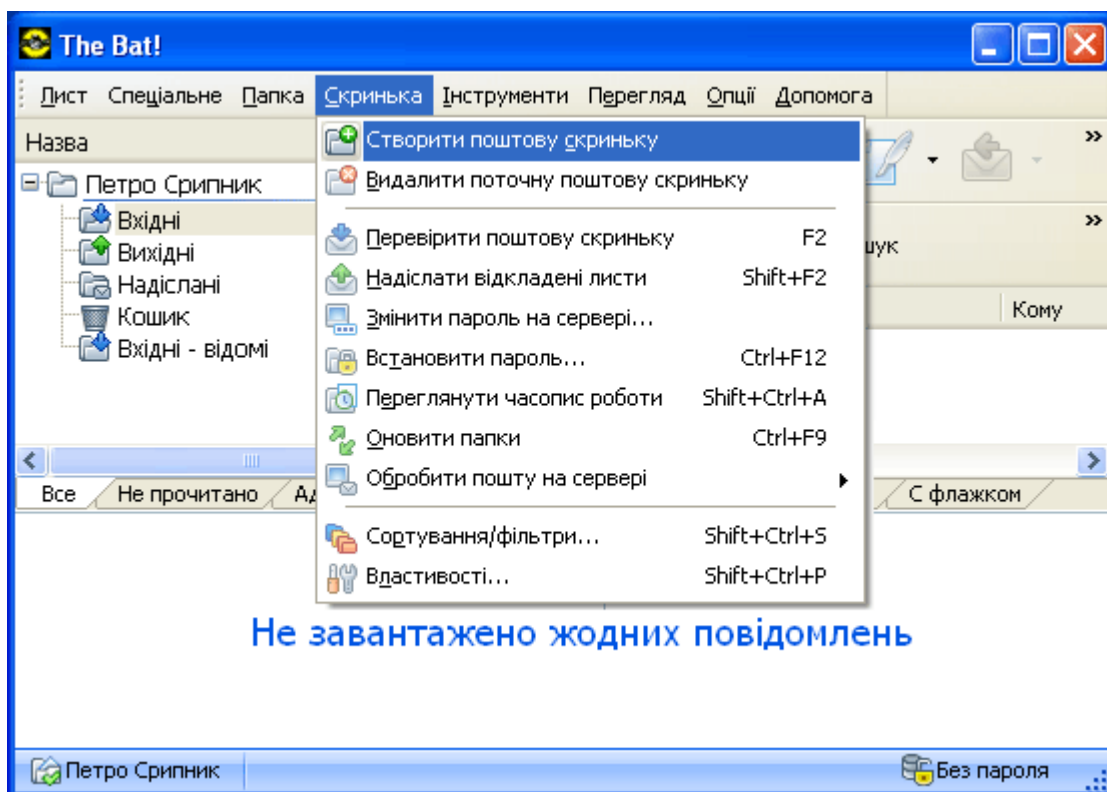 The Bat!
Лист Спеціальне Папка Скринька Інструменти Перегляд Опції Допомога
Назва
Петро Срипник
Вхідні
Вихідні
Надіслані
Кошик
Вхідні - відомі
Створити поштову скриньку
Видалити поточну поштову скриньку
Перевірити поштову скриньку F2
Надіслати відкладені листи Shift+F2
Змінити пароль на сервері...
Встановити пароль... Ctrl+F12
Переглянути часопис роботи Shift+Ctrl+A
Оновити папки Ctrl+F9
Обробити пошту на сервері
Сортування/фільтри... Shift+Ctrl+S
Властивості... Shift+Ctrl+P
Кому
Все Не прочитано С флажком
Не завантажено жодних повідомлень
Петро Срипник Без пароля